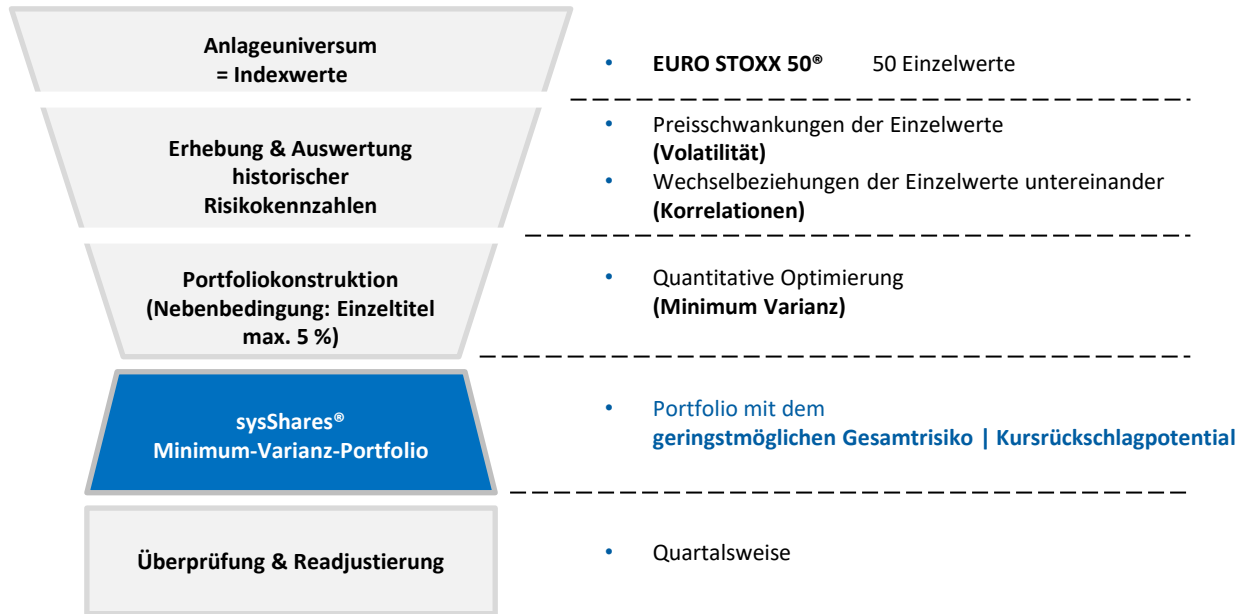 Anlageuniversum
= Indexwerte
• EURO STOXX 50® 50 Einzelwerte
Erhebung & Auswertung
historischer
Risikokennzahlen
• Preisschwankungen der Einzelwerte
(Volatilität)
• Wechselbeziehungen der Einzelwerte untereinander
(Korrelationen)
Portfoliokonstruktion
(Nebenbedingung: Einzeltitel
max. 5 %)
• Quantitative Optimierung
(Minimum Varianz)
sysShares®
Minimum-Varianz-Portfolio
• Portfolio mit dem
geringstmöglichen Gesamtrisiko | Kursrückschlagpotential
Überprüfung & Readjustierung
• Quartalsweise